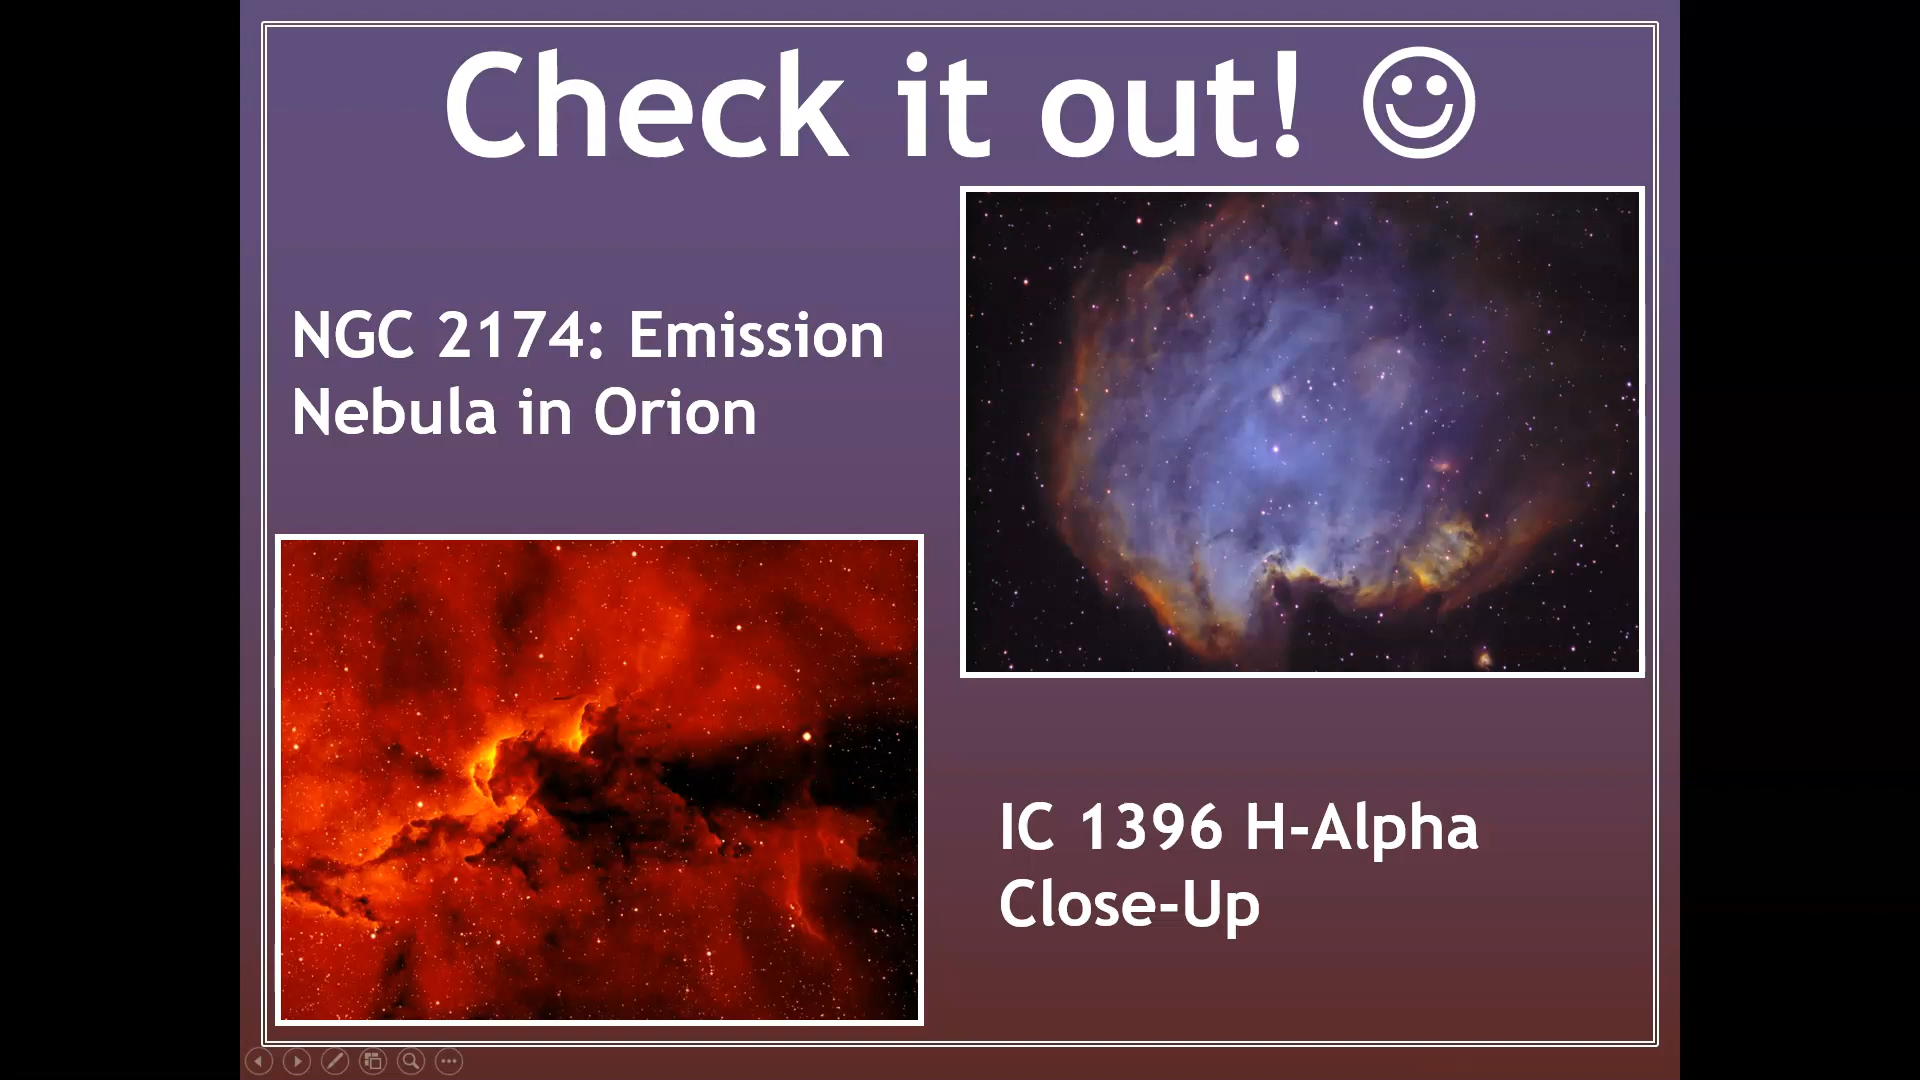 Check it out! ☺
NGC 2174: Emission
Nebula in Orion
IC 1396 H-Alpha
Close-Up